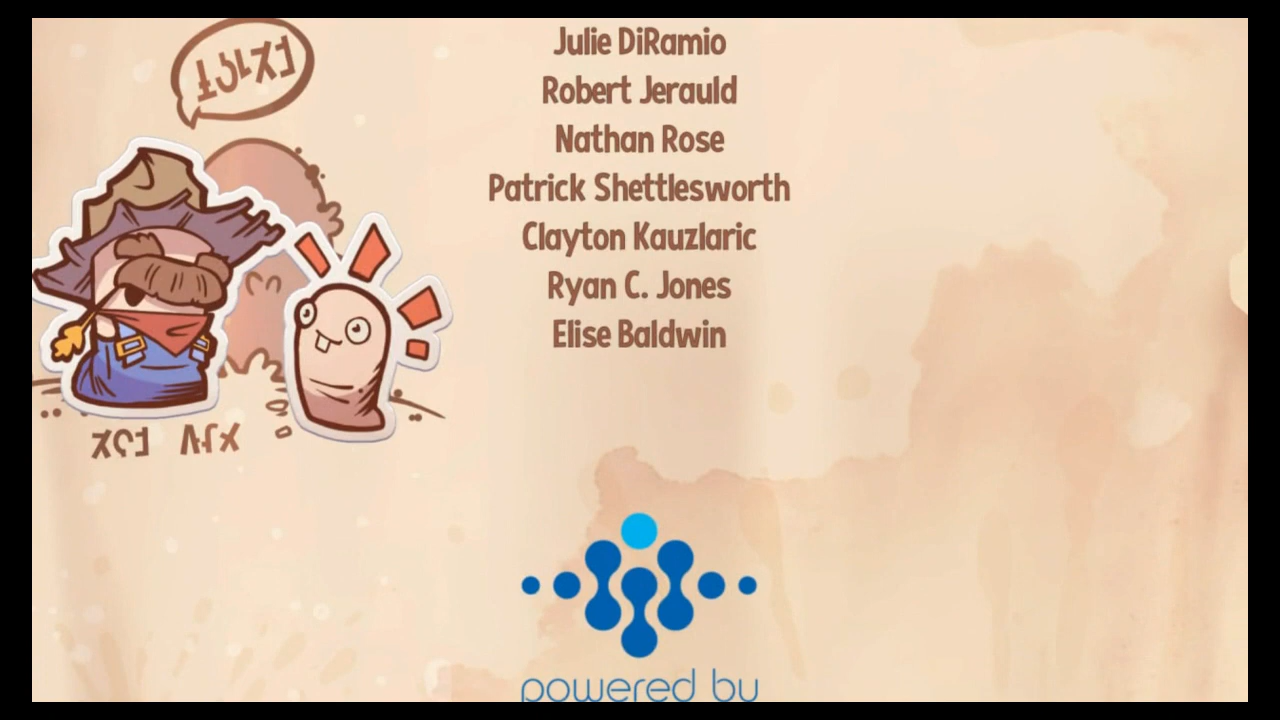 Julie DiRamio
Robert Jerauld
Nathan Rose
Patrick Shettlesworth
Clayton Kauzlaric
Ryan C. Jones
Elise Baldwin
powered by